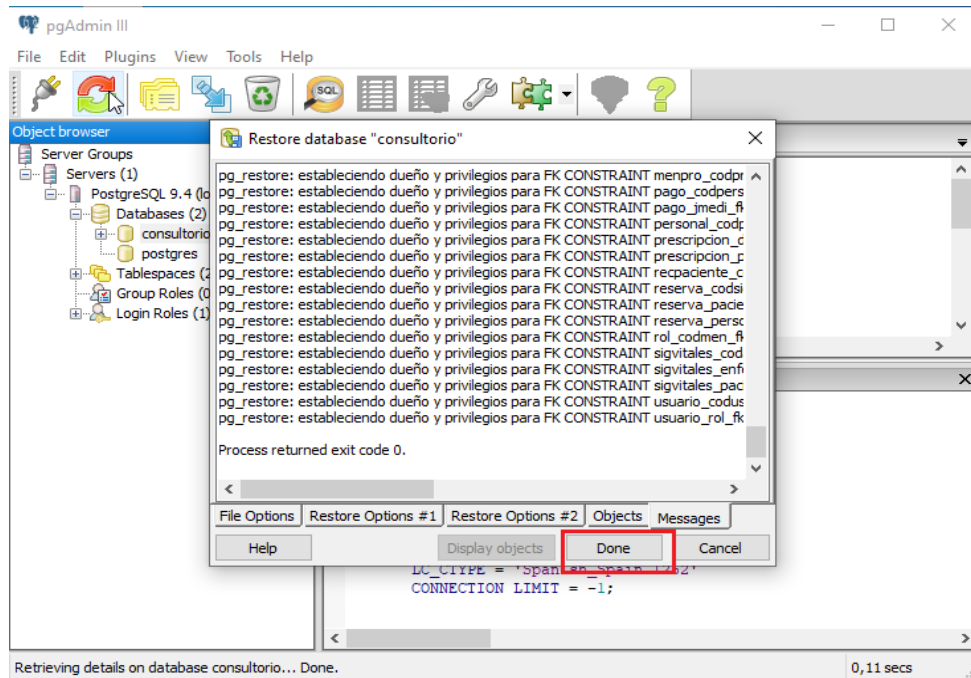 pgAdmin III
File Edit Plugins View Tools Help
SQL
Object browser
Server Groups
Servers (1)
PostgreSQL 9.4 (lo
Databases (2)
consultorio
postgres
Tablespaces (2
Group Roles (0
Login Roles (1)
Restore database "consultorio"
pg_restore: estableciendo dueño y privilegios para FK CONSTRAINT menpro_codpr
pg_restore: estableciendo dueño y privilegios para FK CONSTRAINT pago_codpers
pg_restore: estableciendo dueño y privilegios para FK CONSTRAINT pago_jmedi_fk
pg_restore: estableciendo dueño y privilegios para FK CONSTRAINT personal_codp
pg_restore: estableciendo dueño y privilegios para FK CONSTRAINT prescripcion_d
pg_restore: estableciendo dueño y privilegios para FK CONSTRAINT prescripcion_p
pg_restore: estableciendo dueño y privilegios para FK CONSTRAINT recpaciente_c
pg_restore: estableciendo dueño y privilegios para FK CONSTRAINT reserva_codsi
pg_restore: estableciendo dueño y privilegios para FK CONSTRAINT reserva_pacie
pg_restore: estableciendo dueño y privilegios para FK CONSTRAINT reserva_perso
pg_restore: estableciendo dueño y privilegios para FK CONSTRAINT rol_codmen_fk
pg_restore: estableciendo dueño y privilegios para FK CONSTRAINT sigvitales_cod
pg_restore: estableciendo dueño y privilegios para FK CONSTRAINT sigvitales_enf
pg_restore: estableciendo dueño y privilegios para FK CONSTRAINT sigvitales_pac
pg_restore: estableciendo dueño y privilegios para FK CONSTRAINT usuario_codus
pg_restore: estableciendo dueño y privilegios para FK CONSTRAINT usuario_rol_fk
Process returned exit code 0.
File Options Restore Options #1 Restore Options #2 Objects Messages
Help Display objects Done Cancel
LC_CTYPE = 'Spanish_Spain.1252'
CONNECTION LIMIT = -1;
Retrieving details on database consultorio... Done. 0,11 secs